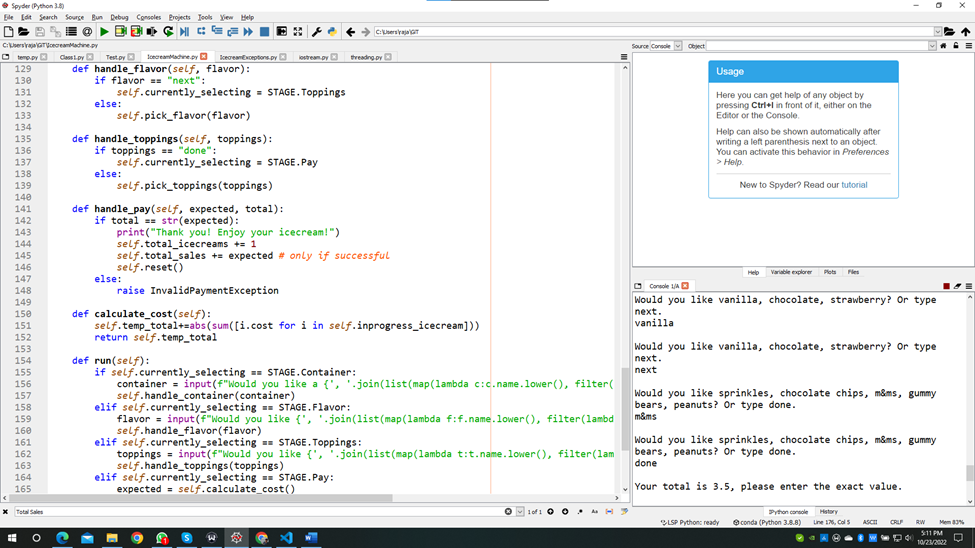 Spyder (Python 3.8)
File Edit Search Source Run Debug Consoles Projects Tools View Help
C:\Users\raja\GIT
C:\Users\raja\GIT\IcecreamMachine.py
temp.py Class1.py Test.py IcecreamMachine.py IcecreamExceptions.py iostream.py threading.py
129 def handle_flavor(self, flavor):
130 if flavor == "next":
131 self.currently_selecting = STAGE.Toppings
132 else:
133 self.pick_flavor(flavor)
134
135 def handle_toppings(self, toppings):
136 if toppings == "done":
137 self.currently_selecting = STAGE.Pay
138 else:
139 self.pick_toppings(toppings)
140
141 def handle_pay(self, expected, total):
142 if total == str(expected):
143 print("Thank you! Enjoy your icecream!")
144 self.total_icecreams += 1
145 self.total_sales += expected # only if successful
146 self.reset()
147 else:
148 raise InvalidPaymentException
149
150 def calculate_cost(self):
151 self.temp_total+=abs(sum([i.cost for i in self.inprogress_icecream]))
152 return self.temp_total
153
154 def run(self):
155 if self.currently_selecting == STAGE.Container:
156 container = input(f"Would you like a {', '.join(list(map(lambda c:c.name.lower(), filter(
157 self.handle_container(container)
158 elif self.currently_selecting == STAGE.Flavor:
159 flavor = input(f"Would you like {', '.join(list(map(lambda f:f.name.lower(), filter(lambd
160 self.handle_flavor(flavor)
161 elif self.currently_selecting == STAGE.Toppings:
162 toppings = input(f"Would you like {', '.join(list(map(lambda t:t.name.lower(), filter(lam
163 self.handle_toppings(toppings)
164 elif self.currently_selecting == STAGE.Pay:
165 expected = self.calculate_cost()
Total Sales
1 of 1
Aa
Source Console Object
Usage
Here you can get help of any object by
pressing Ctrl+I in front of it, either on the
Editor or the Console.
Help can also be shown automatically after
writing a left parenthesis next to an object.
You can activate this behavior in Preferences
> Help.
New to Spyder? Read our tutorial
Help Variable explorer Plots Files
Console 1/A
Would you like vanilla, chocolate, strawberry? Or type
next.
vanilla
Would you like vanilla, chocolate, strawberry? Or type
next.
next
Would you like sprinkles, chocolate chips, m&ms, gummy
bears, peanuts? Or type done.
m&ms
Would you like sprinkles, chocolate chips, m&ms, gummy
bears, peanuts? Or type done.
done
Your total is 3.5, please enter the exact value.
IPython console History
LSP Python: ready conda (Python 3.8.8) Line 176, Col 5 ASCII CRLF RW Mem 83%
5:11 PM
10/23/2022